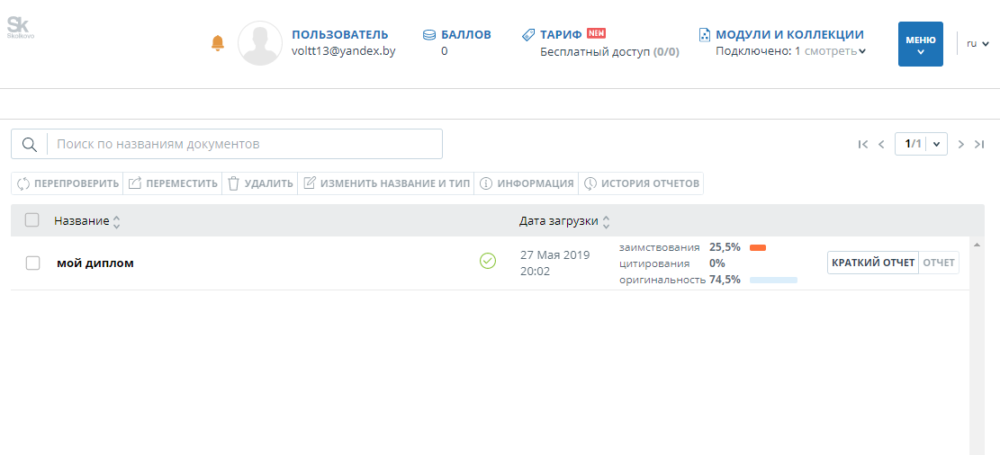 Sk
Skolkovo
ПОЛЬЗОВАТЕЛЬ
voltt13@yandex.by
БАЛЛОВ
0
ТАРИФ NEW
Бесплатный доступ (0/0)
МОДУЛИ И КОЛЛЕКЦИИ
Подключено: 1 смотреть
МЕНЮ
ru
Поиск по названиям документов
1/1
ПЕРЕПРОВЕРИТЬ ПЕРЕМЕСТИТЬ УДАЛИТЬ ИЗМЕНИТЬ НАЗВАНИЕ И ТИП ИНФОРМАЦИЯ ИСТОРИЯ ОТЧЕТОВ
Название Дата загрузки
мой диплом
27 Мая 2019
20:02
заимствования 25,5%
цитирования 0%
оригинальность 74,5%
КРАТКИЙ ОТЧЕТ ОТЧЕТ